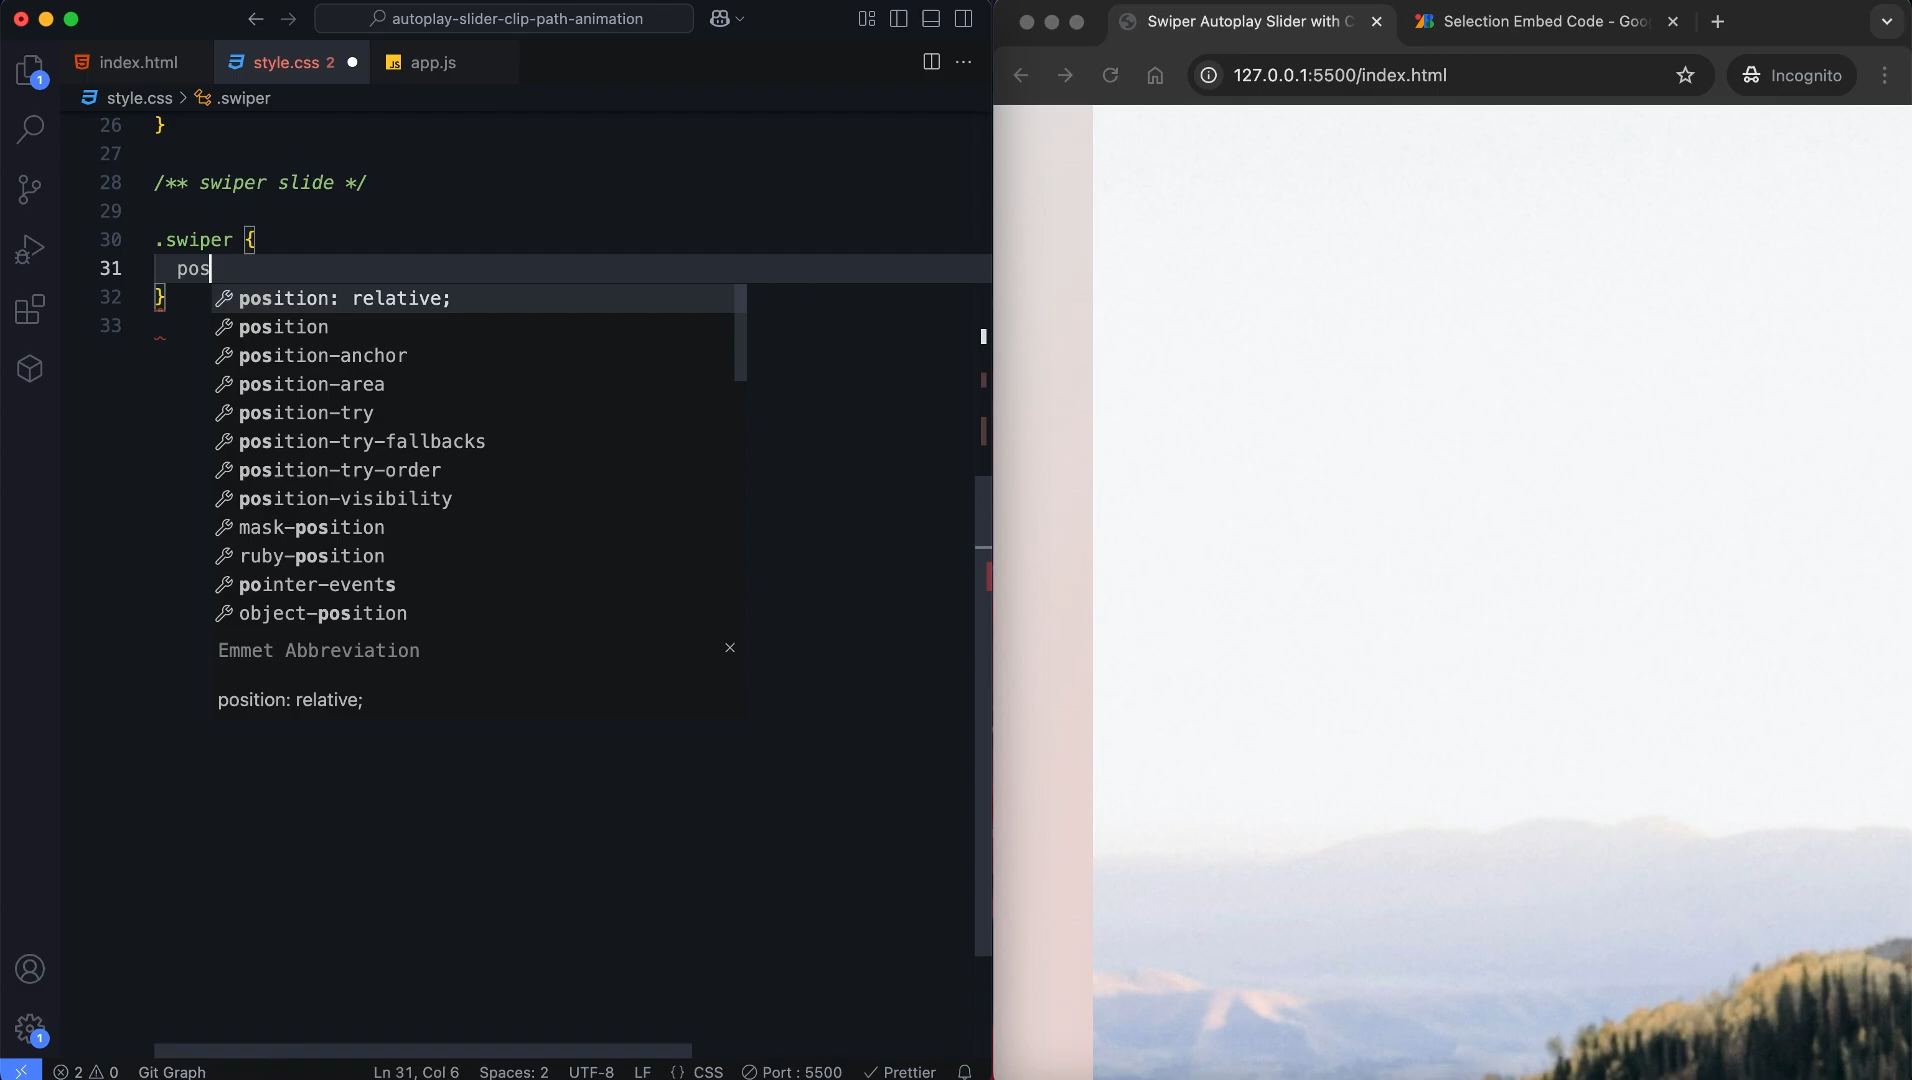 autoplay-slider-clip-path-animation
index.html
style.css 2
app.js
style.css > .swiper
26 }
27
28 /** swiper slide */
29
30 .swiper {
31 pos
32 }
33
position: relative;
position
position-anchor
position-area
position-try
position-try-fallbacks
position-try-order
position-visibility
mask-position
ruby-position
pointer-events
object-position
Emmet Abbreviation
position: relative;
1
1
2 0 Git Graph Ln 31, Col 6 Spaces: 2 UTF-8 LF {} CSS Port : 5500 Prettier
Swiper Autoplay Slider with C
Selection Embed Code - Goo
127.0.0.1:5500/index.html
Incognito